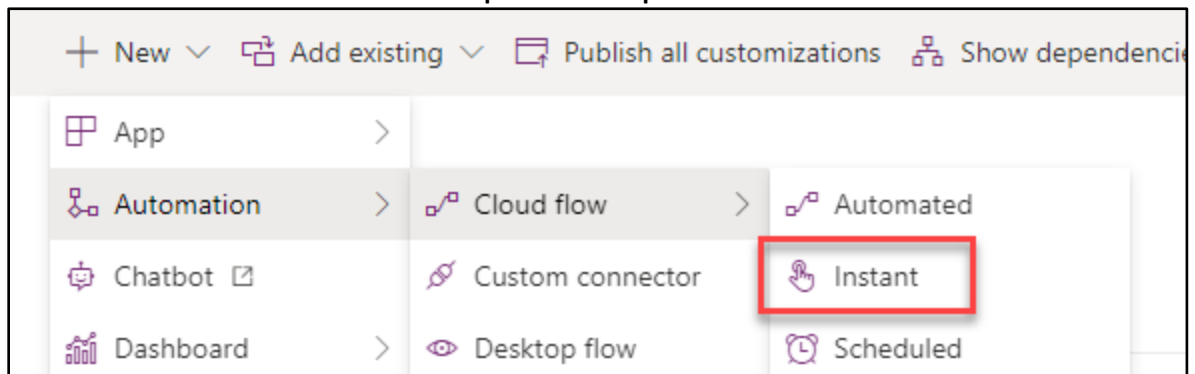 New Add existing Publish all customizations Show dependencie
App
Automation Cloud flow Automated
Chatbot Custom connector Instant
Dashboard Desktop flow Scheduled